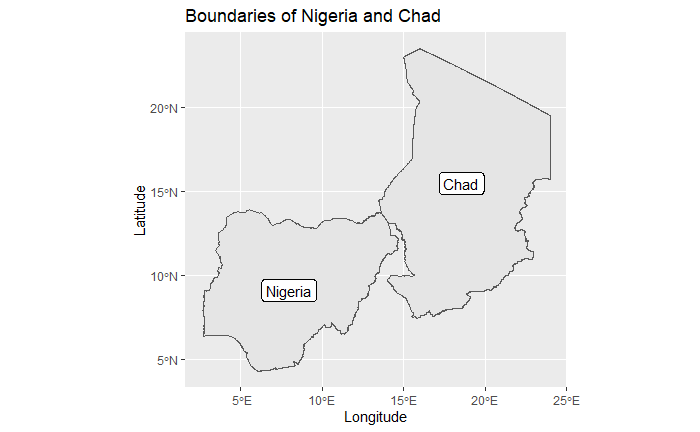 Boundaries of Nigeria and Chad
20°N
15°N
10°N
5°N
Latitude
Chad
Nigeria
5°E
10°E
15°E
20°E
25°E
Longitude